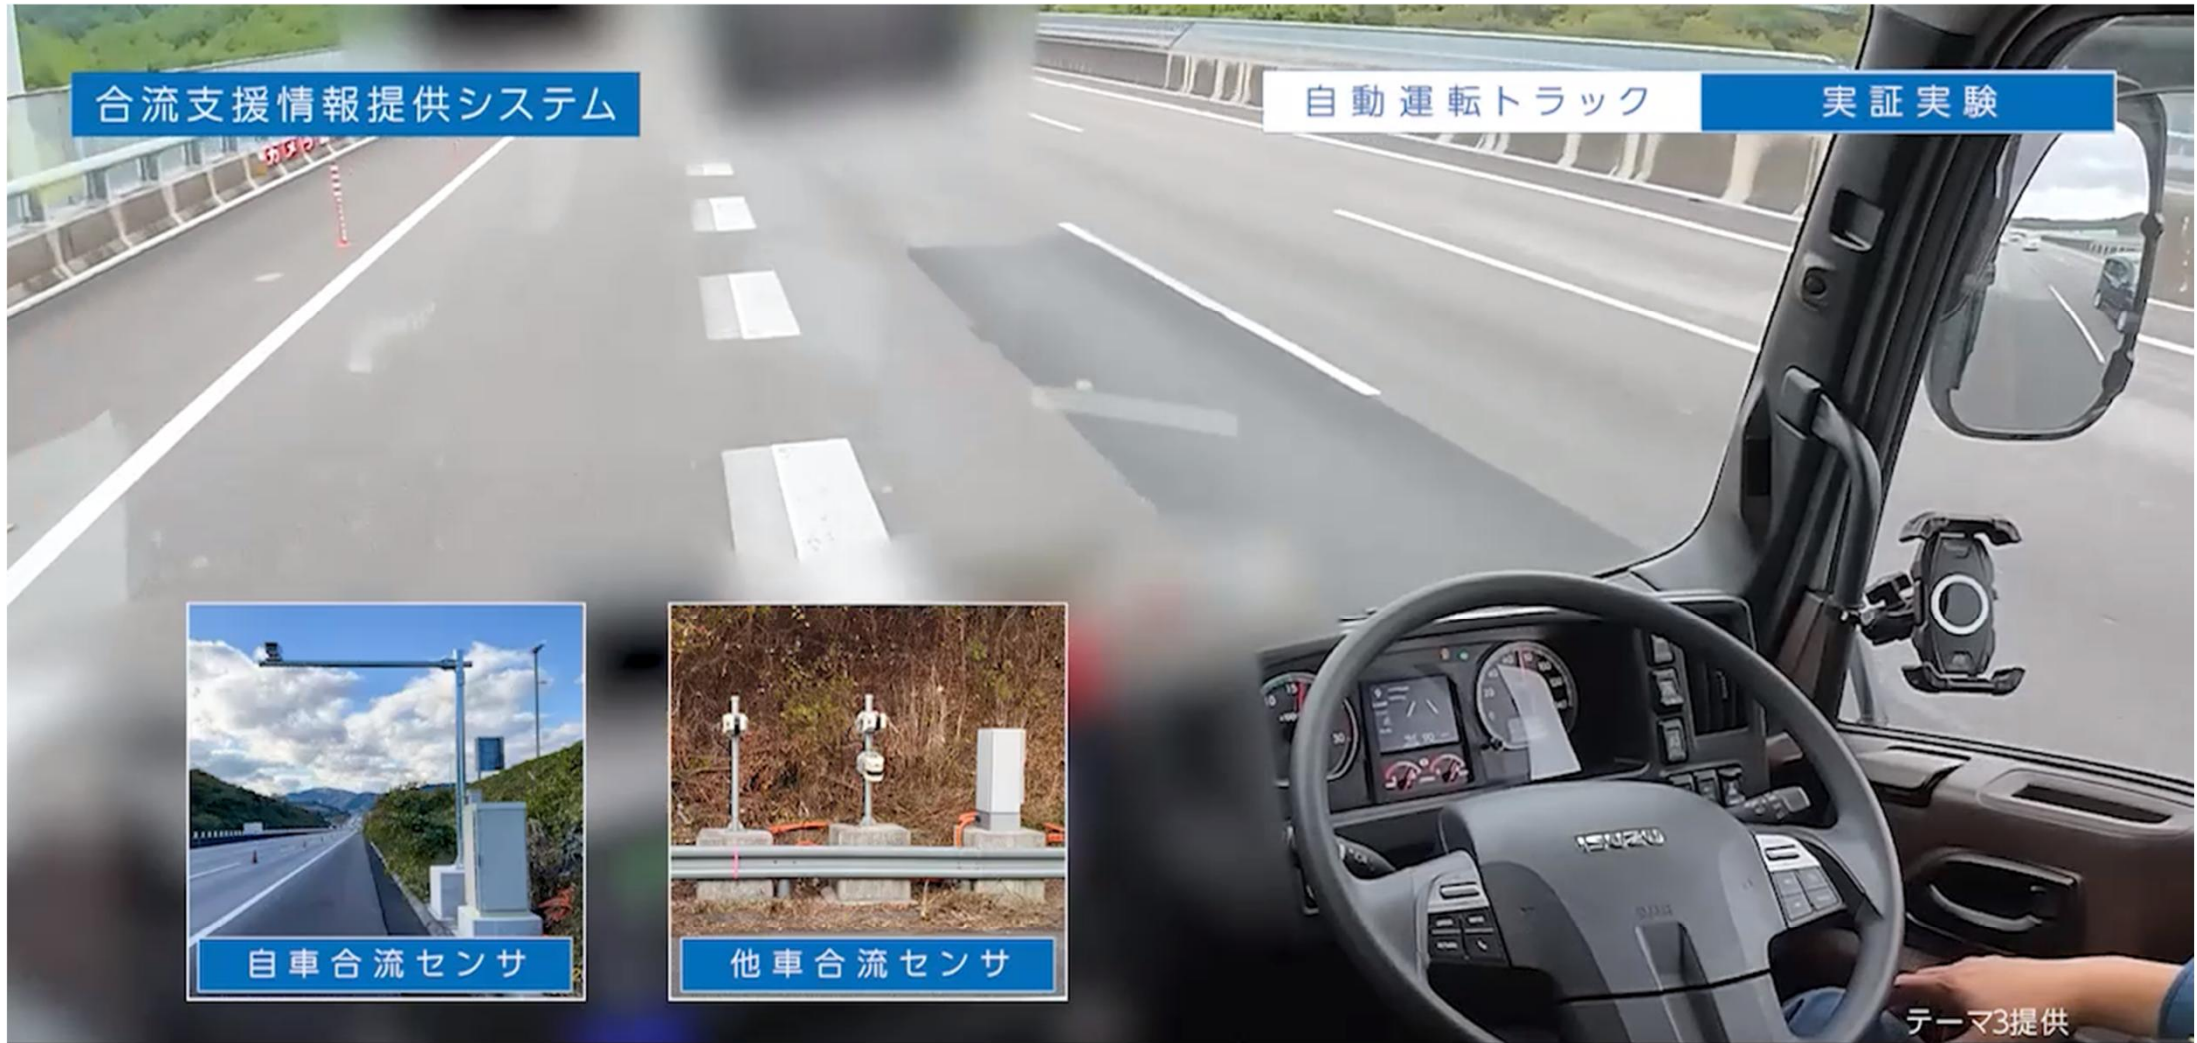 合流支援情報提供システム
自動運転トラック
実証実験
自車合流センサ
他車合流センサ
ISUZU
テーマ3提供